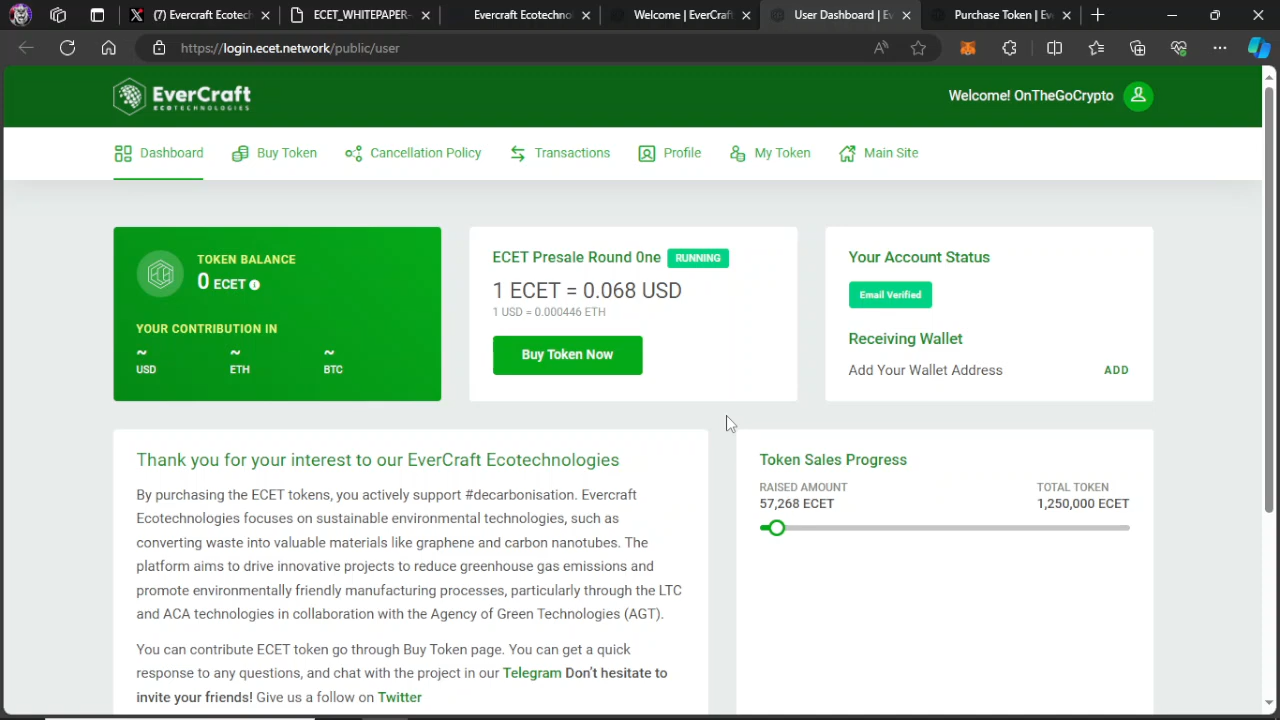 (7) Evercraft Ecotech
ECET_WHITEPAPER-
Evercraft Ecotechno
Welcome | EverCraf
User Dashboard | Ev
Purchase Token | Ev
https://login.ecet.network/public/user
EverCraft
ECOTECHNOLOGIES
Welcome! OnTheGoCrypto
Dashboard
Buy Token
Cancellation Policy
Transactions
Profile
My Token
Main Site
TOKEN BALANCE
0 ECET
YOUR CONTRIBUTION IN
~ ~ ~
USD ETH BTC
ECET Presale Round 0ne RUNNING
1 ECET = 0.068 USD
1 USD = 0.000446 ETH
Buy Token Now
Your Account Status
Email Verified
Receiving Wallet
Add Your Wallet Address ADD
Thank you for your interest to our EverCraft Ecotechnologies
By purchasing the ECET tokens, you actively support #decarbonisation. Evercraft
Ecotechnologies focuses on sustainable environmental technologies, such as
converting waste into valuable materials like graphene and carbon nanotubes. The
platform aims to drive innovative projects to reduce greenhouse gas emissions and
promote environmentally friendly manufacturing processes, particularly through the LTC
and ACA technologies in collaboration with the Agency of Green Technologies (AGT).
You can contribute ECET token go through Buy Token page. You can get a quick
response to any questions, and chat with the project in our Telegram Don't hesitate to
invite your friends! Give us a follow on Twitter
Token Sales Progress
RAISED AMOUNT TOTAL TOKEN
57,268 ECET 1,250,000 ECET